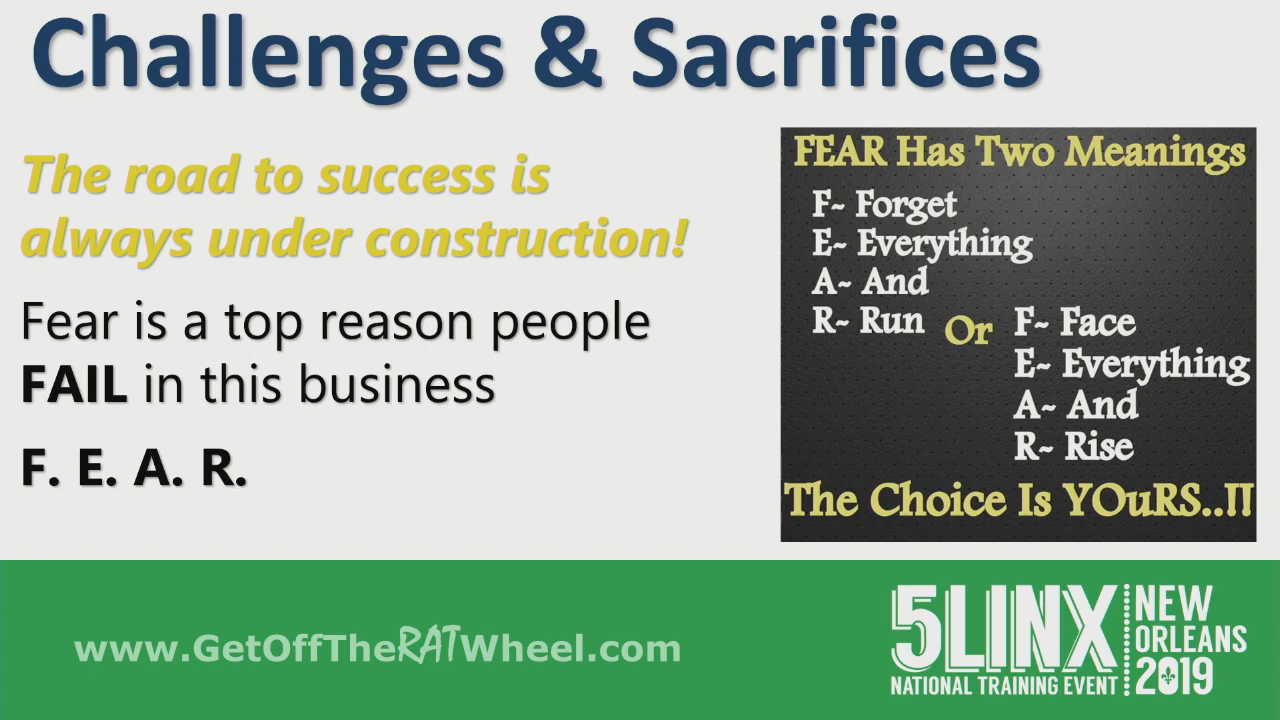 Challenges & Sacrifices
The road to success is
always under construction!
Fear is a top reason people
FAIL in this business
F. E. A. R.
FEAR Has Two Meanings
F~ Forget
E~ Everything
A~ And
R~ Run
Or
F~ Face
E~ Everything
A~ And
R~ Rise
The Choice Is YOuRS..!!
www.GetOffTheRATWheel.com
5LINX
NATIONAL TRAINING EVENT
NEW
ORLEANS
2019